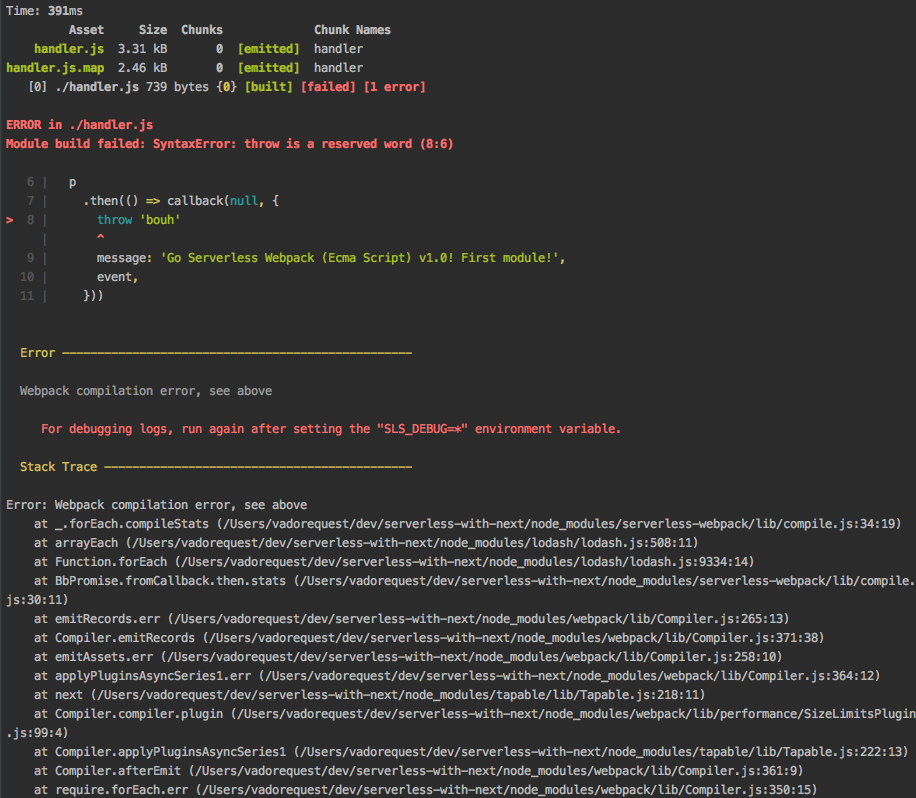 Time: 391ms
Asset Size Chunks Chunk Names
handler.js 3.31 kB 0 [emitted] handler
handler.js.map 2.46 kB 0 [emitted] handler
[0] ./handler.js 739 bytes {0} [built] [failed] [1 error]
ERROR in ./handler.js
Module build failed: SyntaxError: throw is a reserved word (8:6)
6 | p
7 | .then(() => callback(null, {
> 8 | throw 'bouh'
| ^
9 | message: 'Go Serverless Webpack (Ecma Script) v1.0! First module!',
10 | event,
11 | }))
Error --------------------------------------------------
Webpack compilation error, see above
For debugging logs, run again after setting the "SLS_DEBUG=*" environment variable.
Stack Trace --------------------------------------------
Error: Webpack compilation error, see above
at _.forEach.compileStats (/Users/vadorequest/dev/serverless-with-next/node_modules/serverless-webpack/lib/compile.js:34:19)
at arrayEach (/Users/vadorequest/dev/serverless-with-next/node_modules/lodash/lodash.js:508:11)
at Function.forEach (/Users/vadorequest/dev/serverless-with-next/node_modules/lodash/lodash.js:9334:14)
at BbPromise.fromCallback.then.stats (/Users/vadorequest/dev/serverless-with-next/node_modules/serverless-webpack/lib/compile.
js:30:11)
at emitRecords.err (/Users/vadorequest/dev/serverless-with-next/node_modules/webpack/lib/Compiler.js:265:13)
at Compiler.emitRecords (/Users/vadorequest/dev/serverless-with-next/node_modules/webpack/lib/Compiler.js:371:38)
at emitAssets.err (/Users/vadorequest/dev/serverless-with-next/node_modules/webpack/lib/Compiler.js:258:10)
at applyPluginsAsyncSeries1.err (/Users/vadorequest/dev/serverless-with-next/node_modules/webpack/lib/Compiler.js:364:12)
at next (/Users/vadorequest/dev/serverless-with-next/node_modules/tapable/lib/Tapable.js:218:11)
at Compiler.compiler.plugin (/Users/vadorequest/dev/serverless-with-next/node_modules/webpack/lib/performance/SizeLimitsPlugin
.js:99:4)
at Compiler.applyPluginsAsyncSeries1 (/Users/vadorequest/dev/serverless-with-next/node_modules/tapable/lib/Tapable.js:222:13)
at Compiler.afterEmit (/Users/vadorequest/dev/serverless-with-next/node_modules/webpack/lib/Compiler.js:361:9)
at require.forEach.err (/Users/vadorequest/dev/serverless-with-next/node_modules/webpack/lib/Compiler.js:350:15)